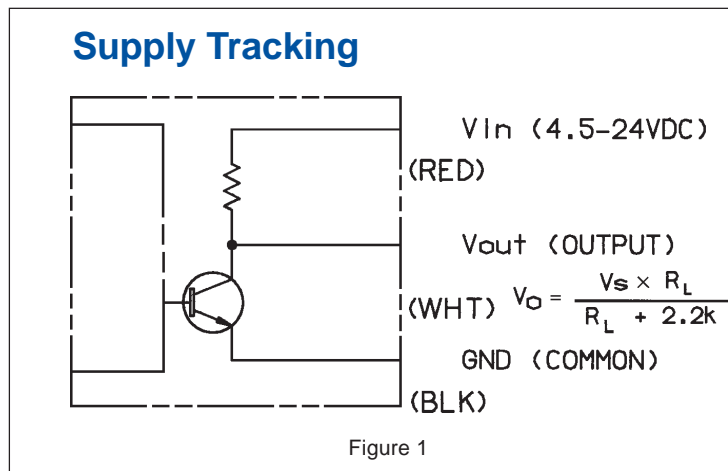 Supply Tracking
VIn (4.5-24VDC)
(RED)
Vout (OUTPUT)
(WHT) Vo = Vs × RL / RL + 2.2k
GND (COMMON)
(BLK)
Figure 1